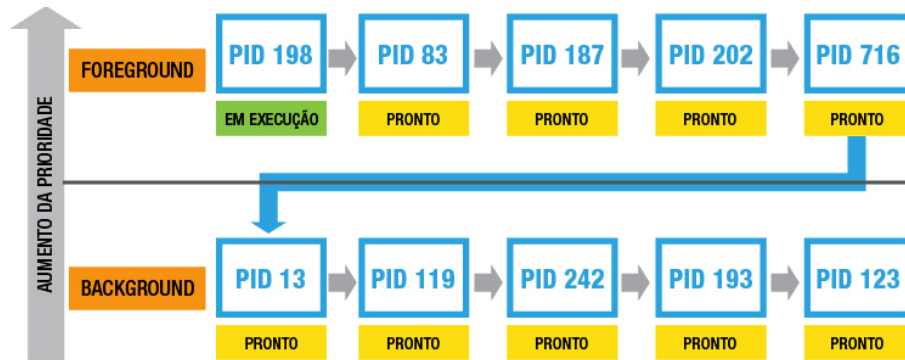 AUMENTO DA PRIORIDADE
FOREGROUND
PID 198
PID 83
PID 187
PID 202
PID 716
EM EXECUÇÃO
PRONTO
PRONTO
PRONTO
PRONTO
BACKGROUND
PID 13
PID 119
PID 242
PID 193
PID 123
PRONTO
PRONTO
PRONTO
PRONTO
PRONTO